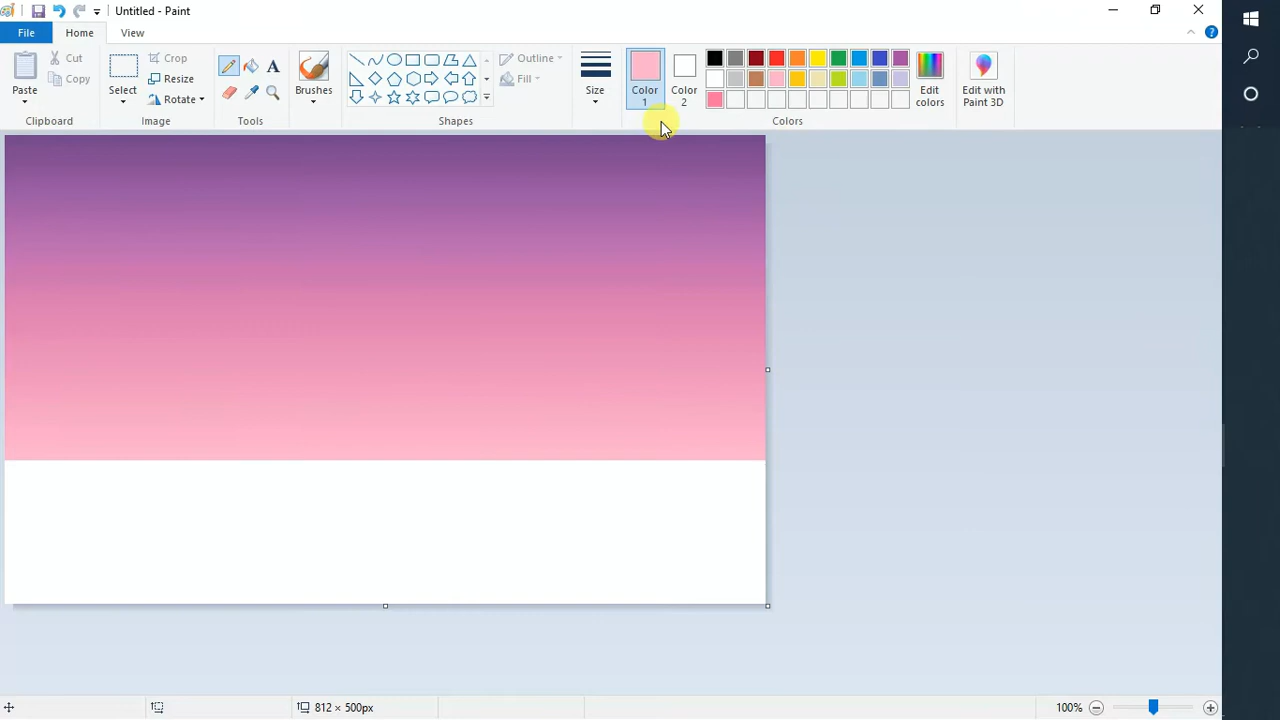 Untitled - Paint
File
Home
View
Paste
Cut
Copy
Clipboard
Select
Crop
Resize
Rotate
Image
A
Tools
Brushes
Shapes
Outline
Fill
Size
Color 1
Color 2
Colors
Edit colors
Edit with Paint 3D
?
812 × 500px
100%